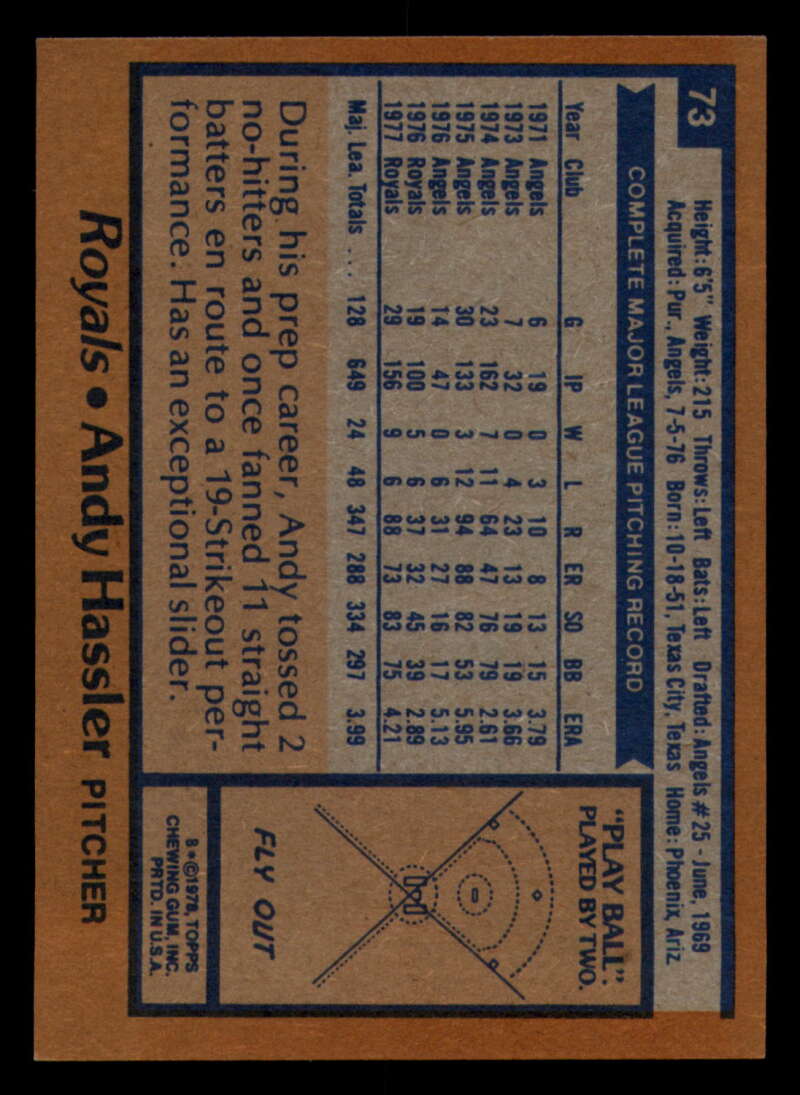 73
Height: 6'5" Weight: 215 Throws: Left Bats: Left Drafted: Angels #25 - June, 1969
Acquired: Pur., Angels, 7-5-76 Born: 10-18-51, Texas City, Texas Home: Phoenix, Ariz.
COMPLETE MAJOR LEAGUE PITCHING RECORD
Year Club G IP W L R ER SO BB ERA
1971 Angels 6 19 0 3 10 8 13 15 3.79
1973 Angels 7 32 0 4 23 13 19 19 3.66
1974 Angels 23 162 7 11 64 47 76 79 2.61
1975 Angels 30 133 3 12 94 88 82 53 5.95
1976 Angels 14 47 0 6 31 27 16 17 5.13
1976 Royals 19 100 5 6 37 32 45 39 2.89
1977 Royals 29 156 9 6 88 73 83 75 4.21
Maj. Lea. Totals .... 128 649 24 48 347 288 334 297 3.99
During his prep career, Andy tossed 2
no-hitters and once fanned 11 straight
batters en route to a 19-Strikeout per-
formance. Has an exceptional slider.
"PLAY BALL":
PLAYED BY TWO.
FLY OUT
8*©1978, TOPPS
CHEWING GUM, INC.
PRTD. IN U.S.A.
Royals • Andy Hassler PITCHER